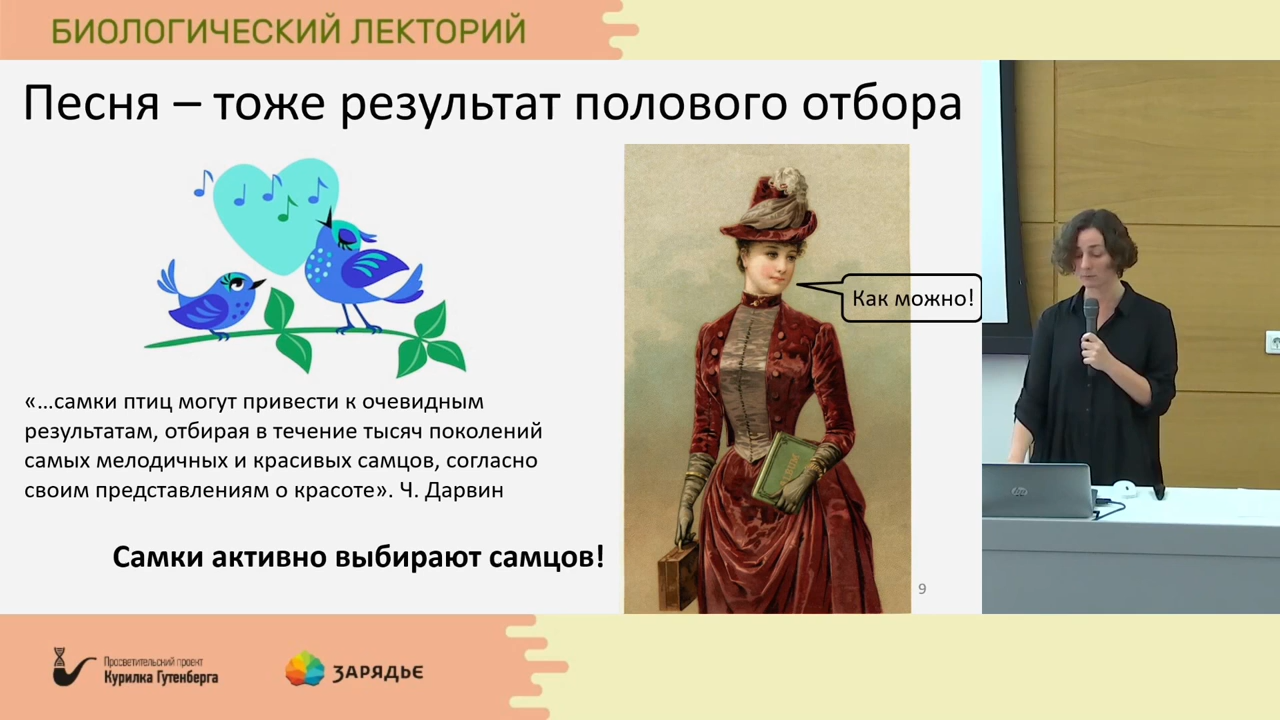 БИОЛОГИЧЕСКИЙ ЛЕКТОРИЙ
Песня – тоже результат полового отбора
Как можно!
«…самки птиц могут привести к очевидным
результатам, отбирая в течение тысяч поколений
самых мелодичных и красивых самцов, согласно
своим представлениям о красоте». Ч. Дарвин
Самки активно выбирают самцов!
9
Просветительский проект
Курилка Гутенберга
ЗАРЯДЬЕ
hp